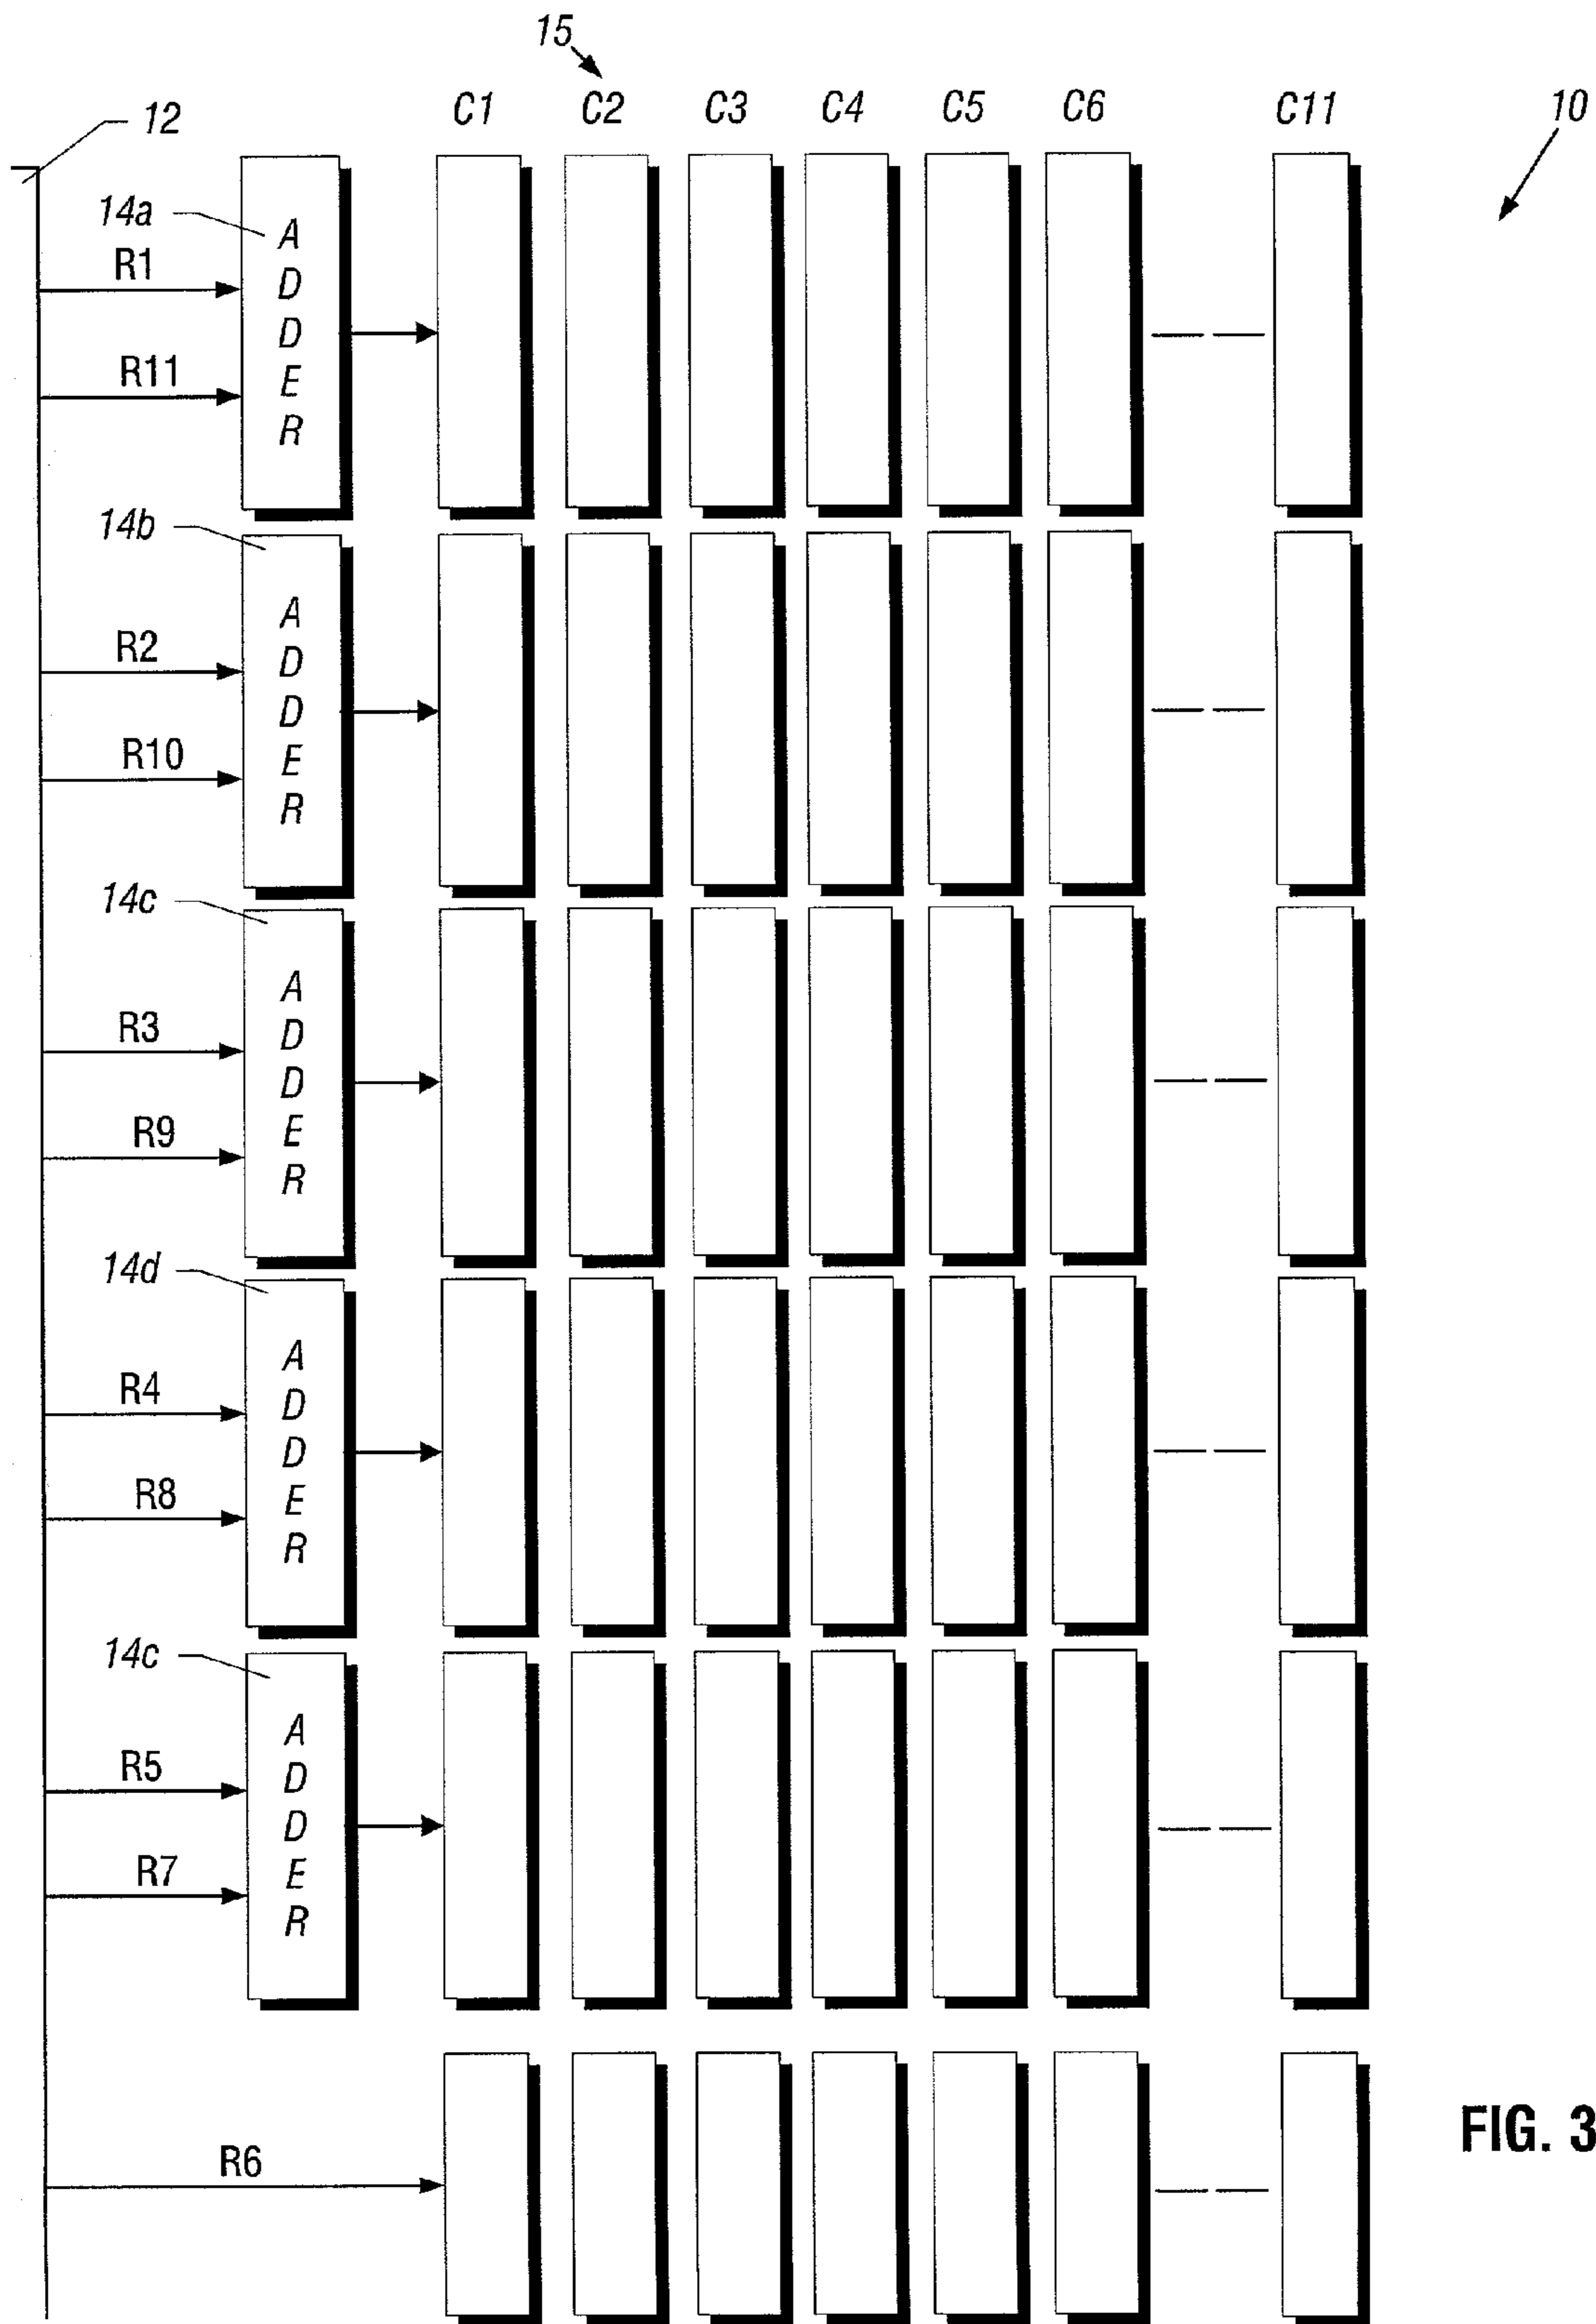 15
12
C1 C2 C3 C4 C5 C6 C11
10
14a
ADDER
R1
R11
14b
ADDER
R2
R10
14c
ADDER
R3
R9
14d
ADDER
R4
R8
14c
ADDER
R5
R7
R6
FIG. 3